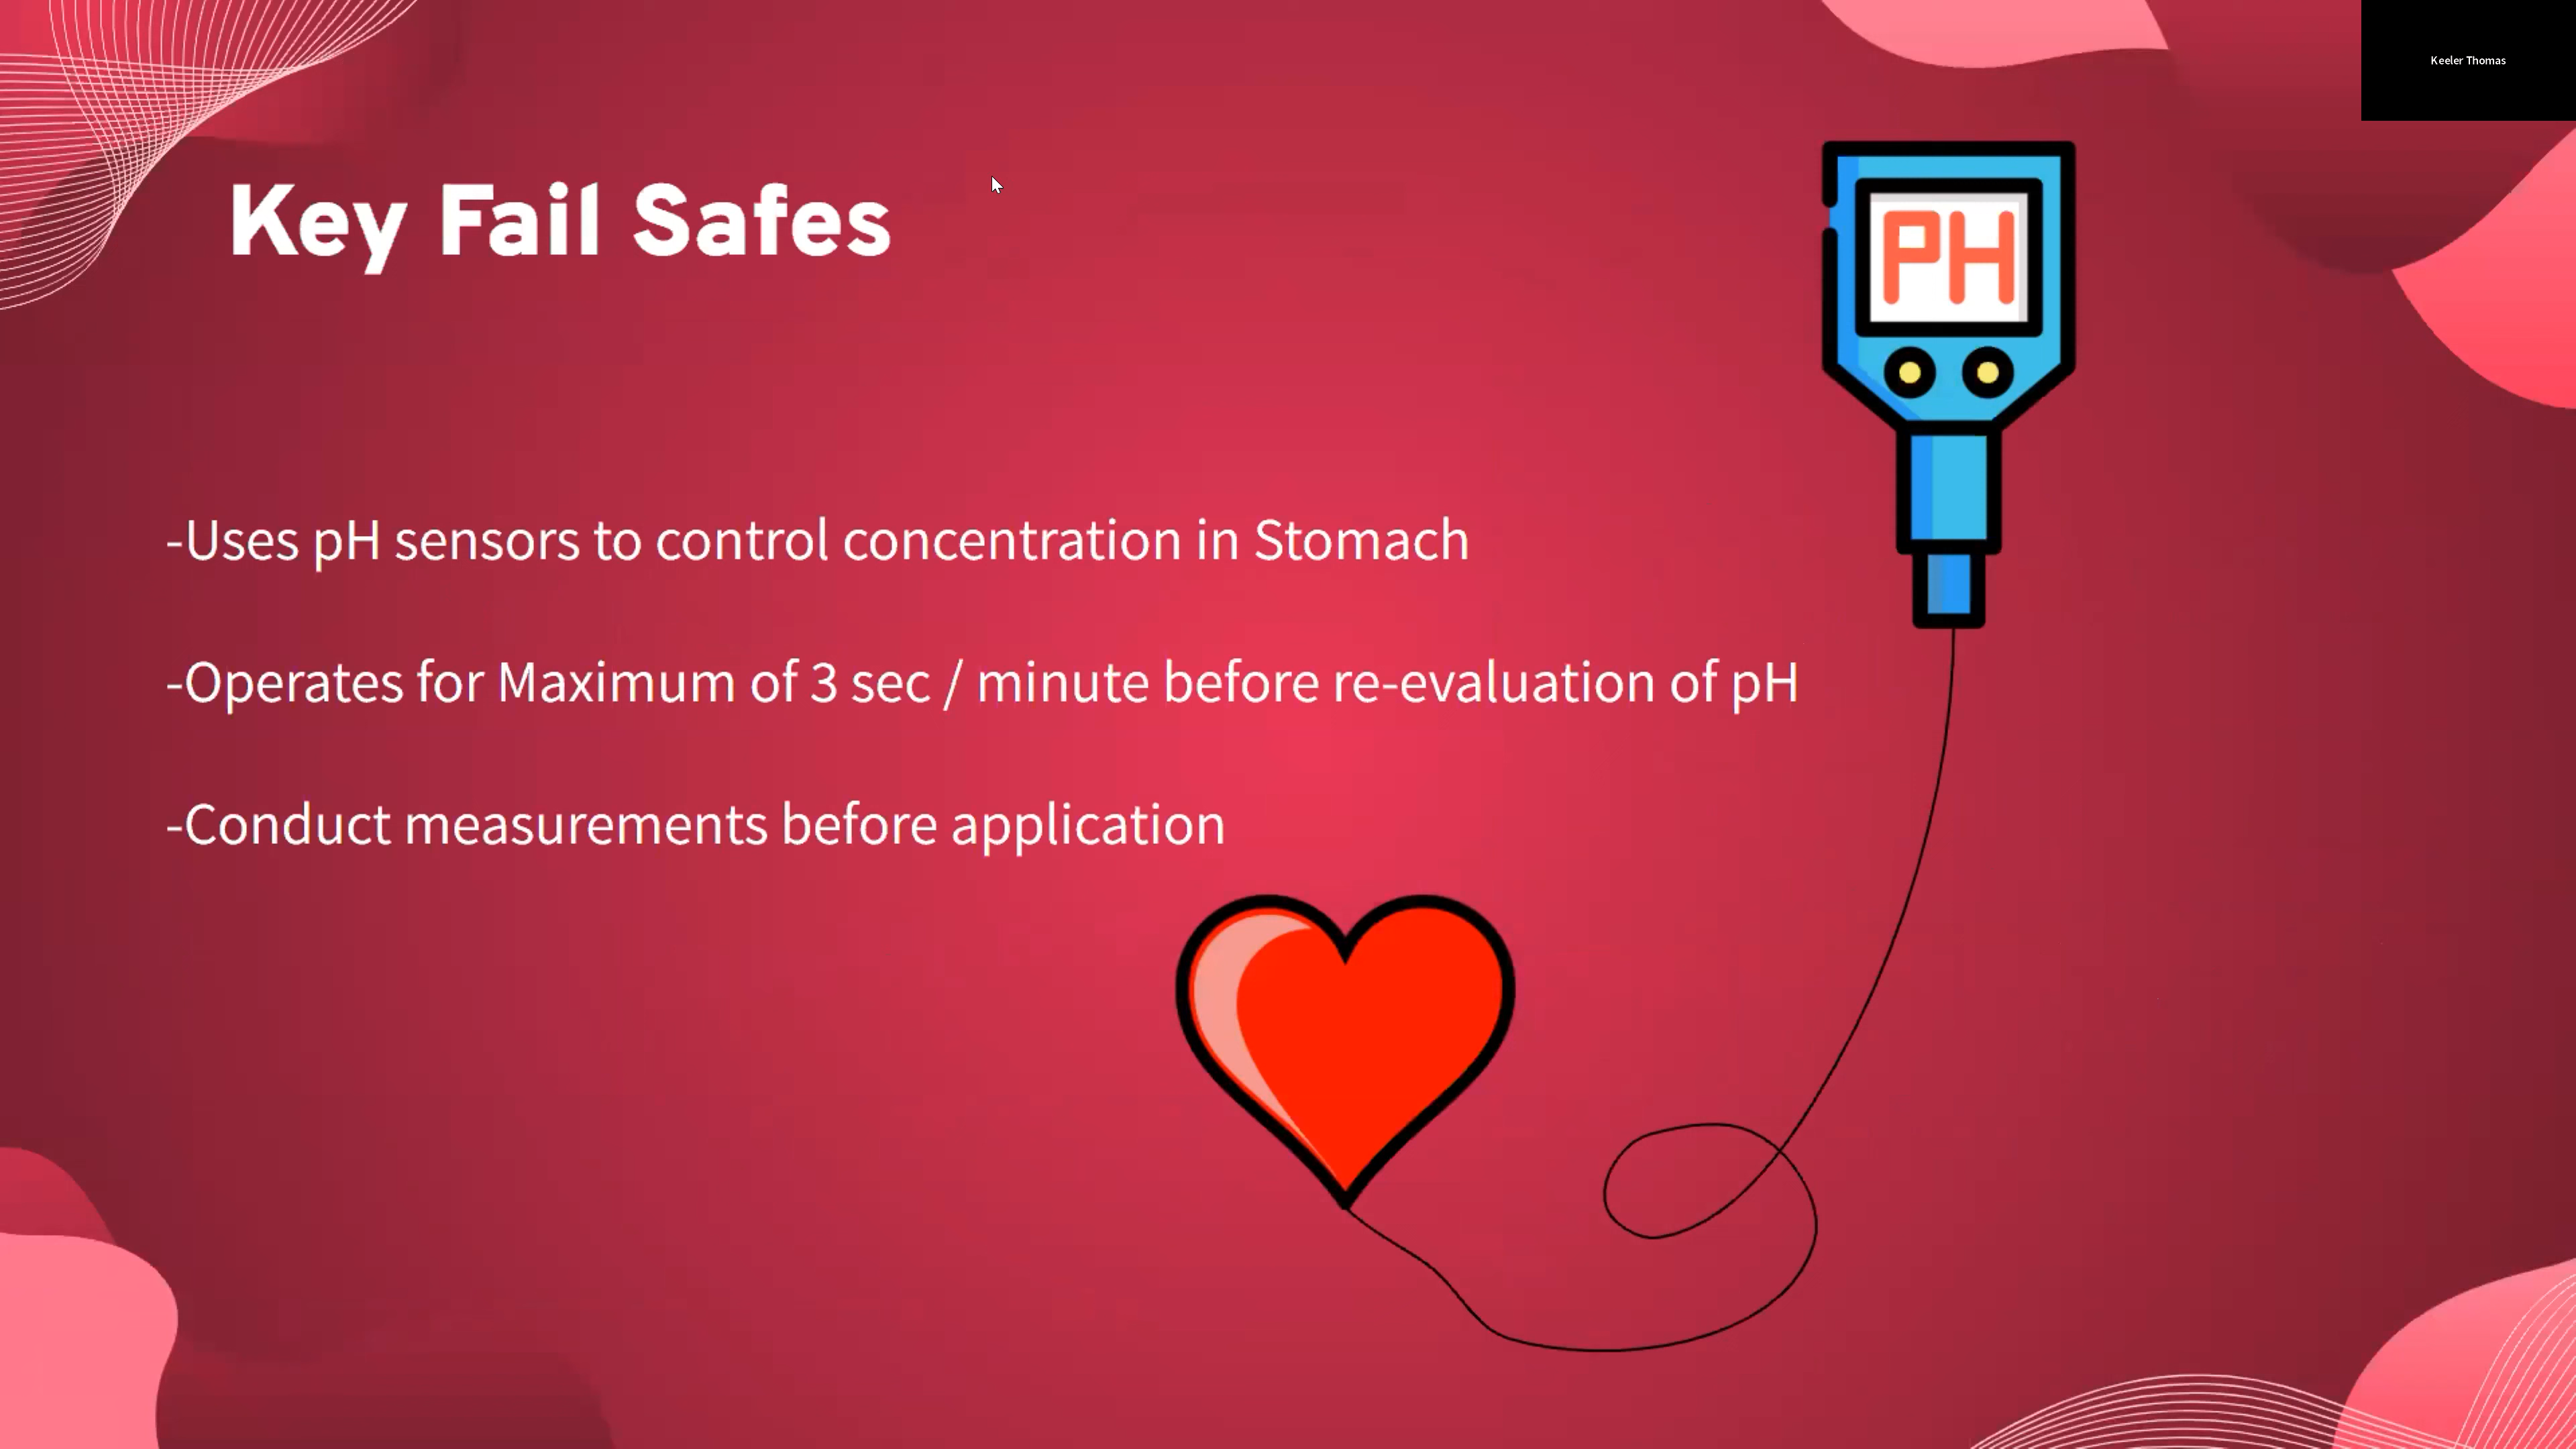 Keeler Thomas
Key Fail Safes
PH
-Uses pH sensors to control concentration in Stomach
-Operates for Maximum of 3 sec / minute before re-evaluation of pH
-Conduct measurements before application